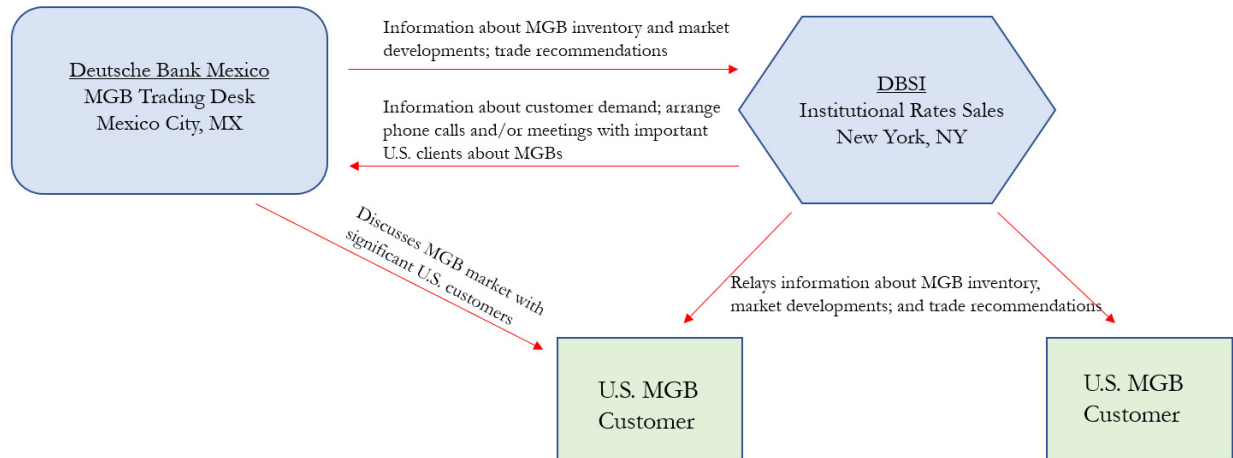 Information about MGB inventory and market
developments; trade recommendations
Deutsche Bank Mexico
MGB Trading Desk
Mexico City, MX
DBSI
Institutional Rates Sales
New York, NY
Information about customer demand; arrange
phone calls and/or meetings with important
U.S. clients about MGBs
Discusses MGB market with
significant U.S. customers
Relays information about MGB inventory,
market developments; and trade recommendations
U.S. MGB
Customer
U.S. MGB
Customer